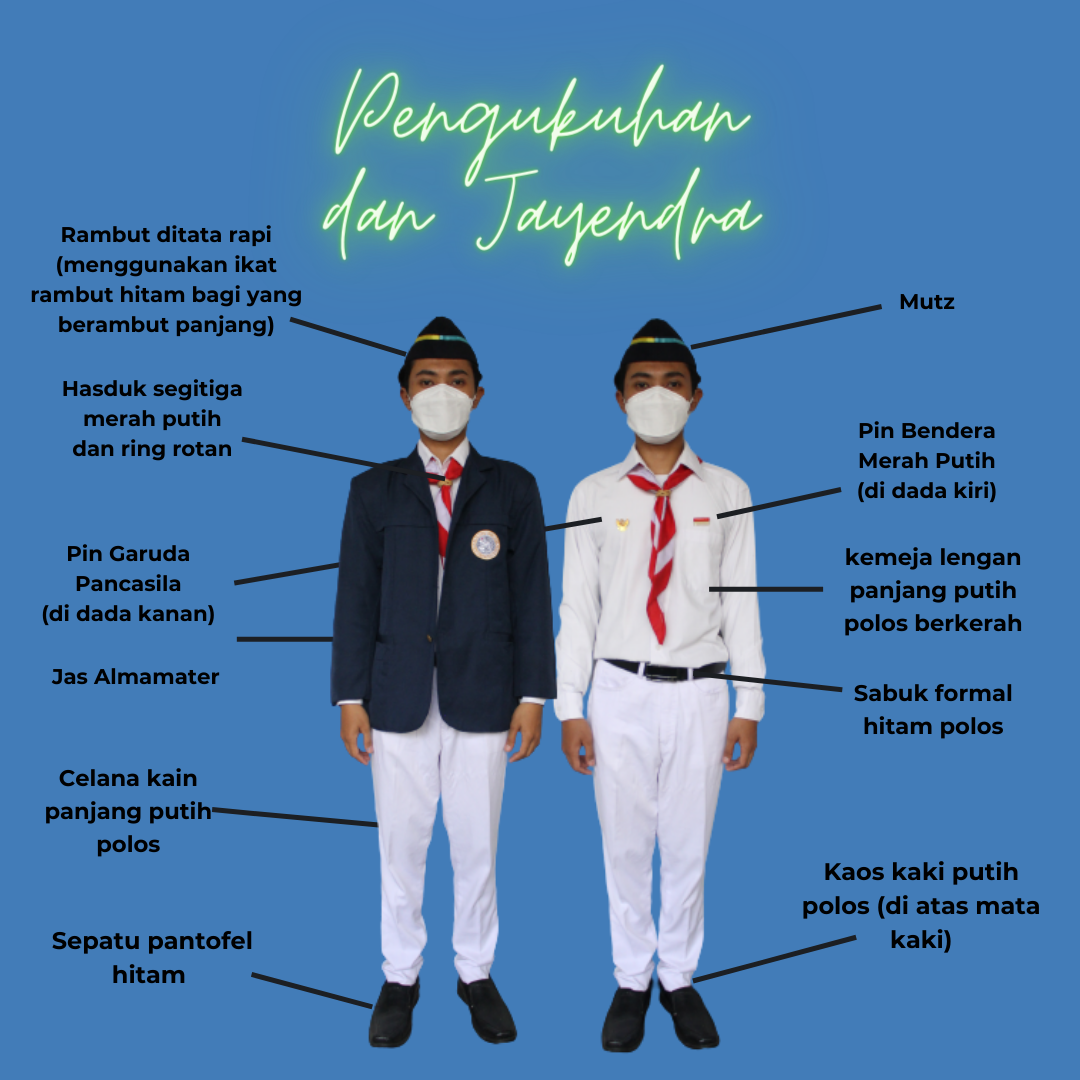 Pengukuhan
dan Jayendra
Rambut ditata rapi
(menggunakan ikat
rambut hitam bagi yang
berambut panjang)
Hasduk segitiga
merah putih
dan ring rotan
Pin Garuda
Pancasila
(di dada kanan)
Jas Almamater
Celana kain
panjang putih
polos
Sepatu pantofel
hitam
Mutz
Pin Bendera
Merah Putih
(di dada kiri)
kemeja lengan
panjang putih
polos berkerah
Sabuk formal
hitam polos
Kaos kaki putih
polos (di atas mata
kaki)